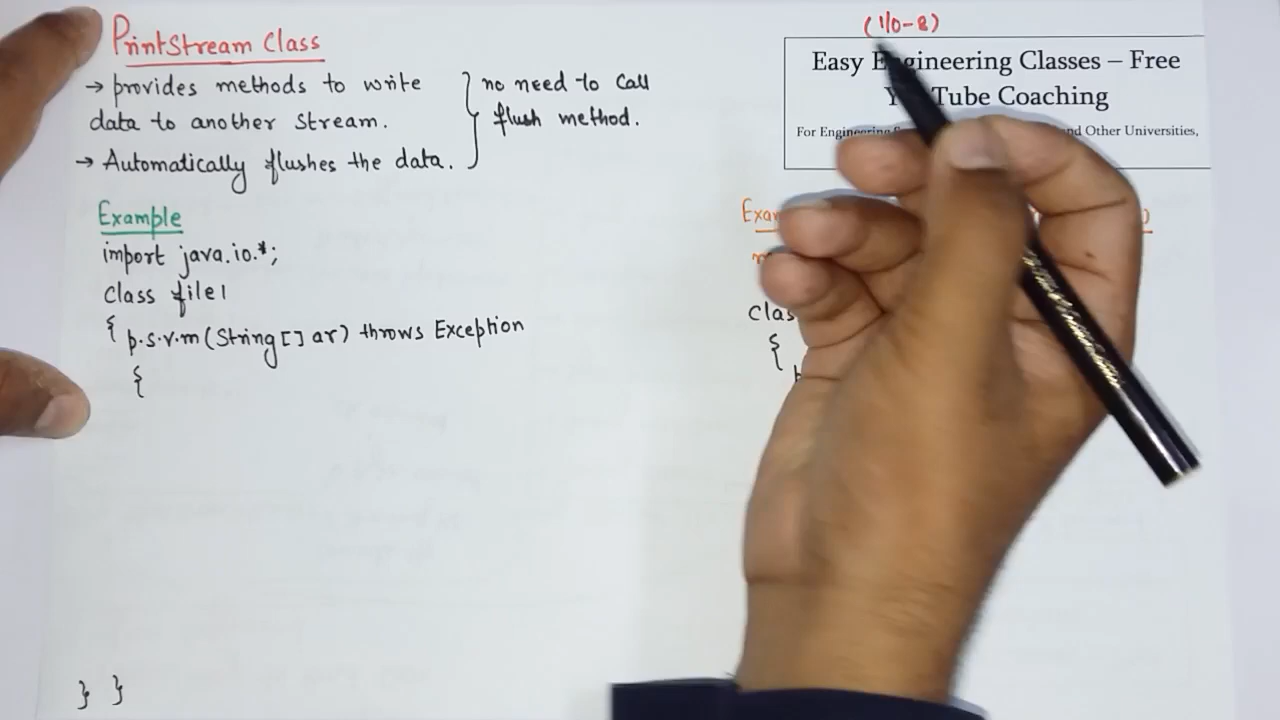 PrintStream Class
→ provides methods to write
data to another stream.
→ Automatically flushes the data.
no need to call
flush method.
Example
import java.io.*;
class file1
{ p.s.v.m(String[] ar) throws Exception
{
} }
(I/O-8)
Easy Engineering Classes – Free
Coaching
For Engineering and Other Universities,
{